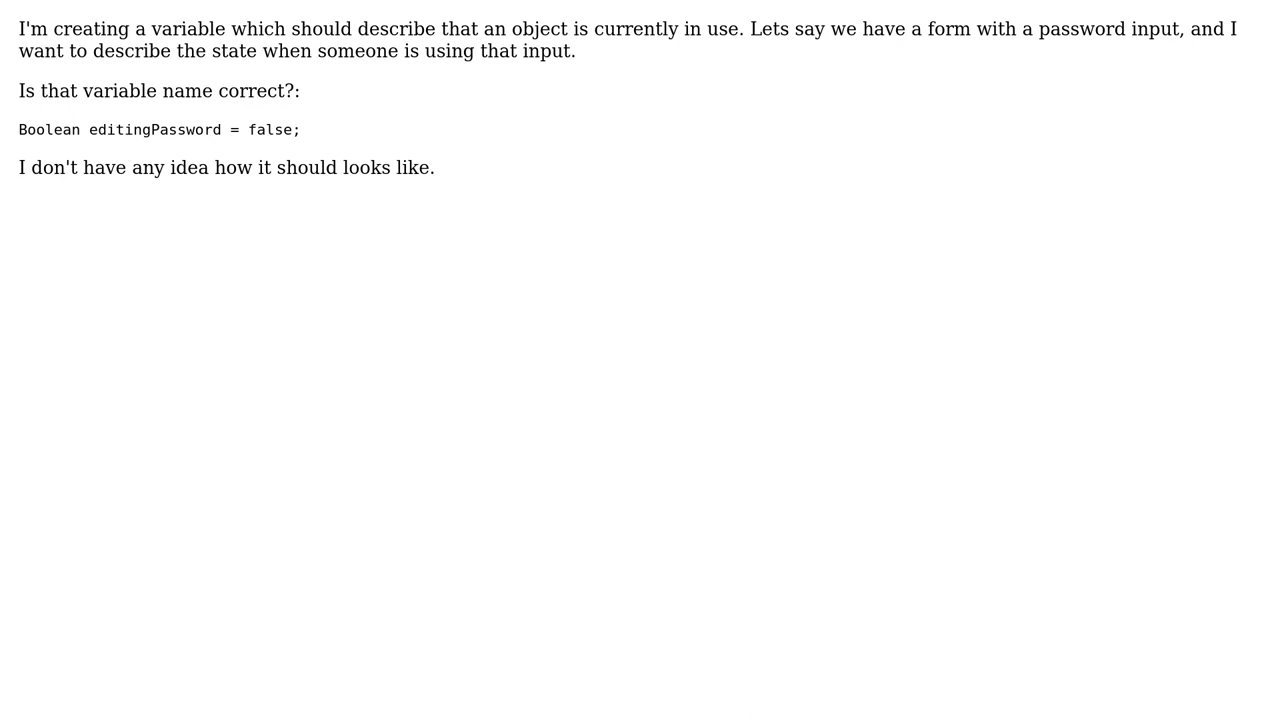 I'm creating a variable which should describe that an object is currently in use. Lets say we have a form with a password input, and I
want to describe the state when someone is using that input.
Is that variable name correct?:
Boolean editingPassword = false;
I don't have any idea how it should looks like.